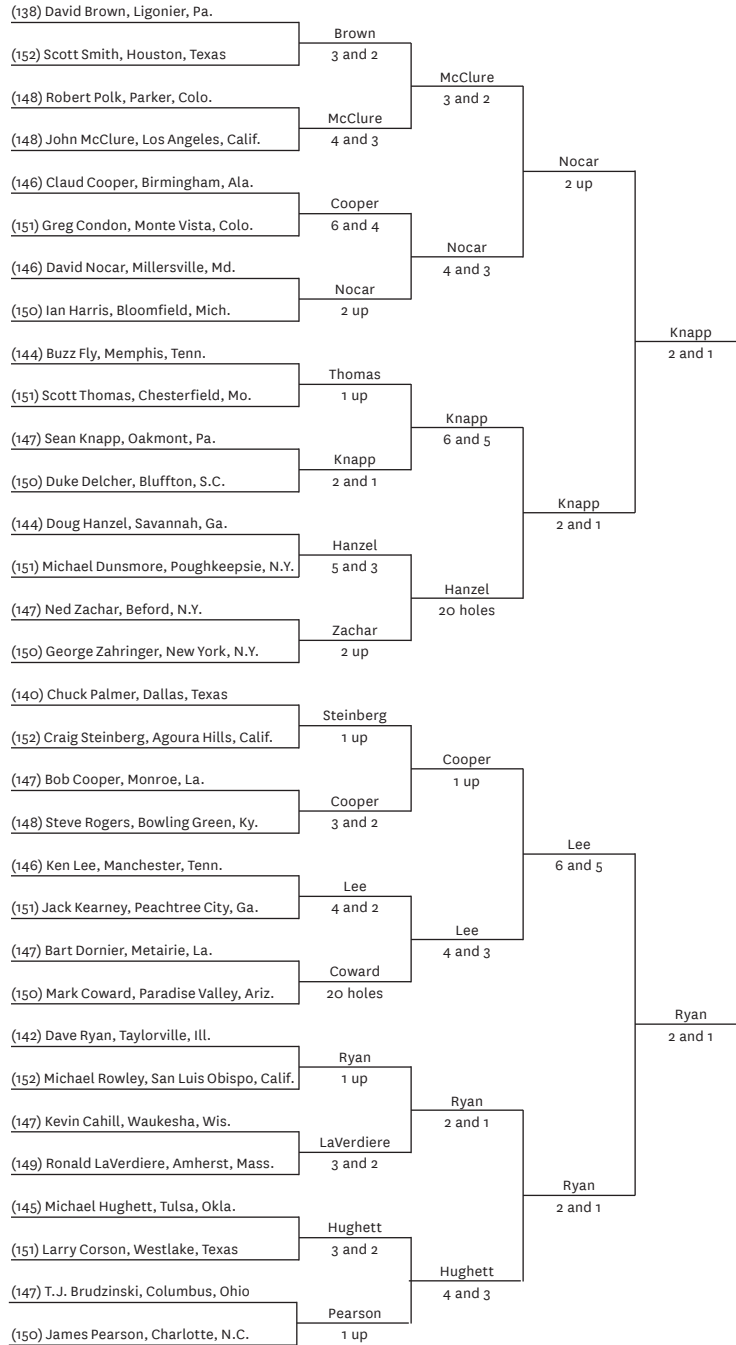 (138) David Brown, Ligonier, Pa.
Brown
(152) Scott Smith, Houston, Texas
3 and 2
McClure
(148) Robert Polk, Parker, Colo.
3 and 2
McClure
(148) John McClure, Los Angeles, Calif.
4 and 3
Nocar
(146) Claud Cooper, Birmingham, Ala.
2 up
Cooper
(151) Greg Condon, Monte Vista, Colo.
6 and 4
Nocar
(146) David Nocar, Millersville, Md.
4 and 3
Nocar
(150) Ian Harris, Bloomfield, Mich.
2 up
Knapp
(144) Buzz Fly, Memphis, Tenn.
2 and 1
Thomas
(151) Scott Thomas, Chesterfield, Mo.
1 up
Knapp
(147) Sean Knapp, Oakmont, Pa.
6 and 5
Knapp
(150) Duke Delcher, Bluffton, S.C.
2 and 1
Knapp
(144) Doug Hanzel, Savannah, Ga.
2 and 1
Hanzel
(151) Michael Dunsmore, Poughkeepsie, N.Y.
5 and 3
Hanzel
(147) Ned Zachar, Beford, N.Y.
20 holes
Zachar
(150) George Zahringer, New York, N.Y.
2 up
(140) Chuck Palmer, Dallas, Texas
Steinberg
(152) Craig Steinberg, Agoura Hills, Calif.
1 up
Cooper
(147) Bob Cooper, Monroe, La.
1 up
Cooper
(148) Steve Rogers, Bowling Green, Ky.
3 and 2
Lee
(146) Ken Lee, Manchester, Tenn.
6 and 5
Lee
(151) Jack Kearney, Peachtree City, Ga.
4 and 2
Lee
(147) Bart Dornier, Metairie, La.
4 and 3
Coward
(150) Mark Coward, Paradise Valley, Ariz.
20 holes
Ryan
(142) Dave Ryan, Taylorville, Ill.
2 and 1
Ryan
(152) Michael Rowley, San Luis Obispo, Calif.
1 up
Ryan
(147) Kevin Cahill, Waukesha, Wis.
2 and 1
LaVerdiere
(149) Ronald LaVerdiere, Amherst, Mass.
3 and 2
Ryan
(145) Michael Hughett, Tulsa, Okla.
2 and 1
Hughett
(151) Larry Corson, Westlake, Texas
3 and 2
Hughett
(147) T.J. Brudzinski, Columbus, Ohio
4 and 3
Pearson
(150) James Pearson, Charlotte, N.C.
1 up